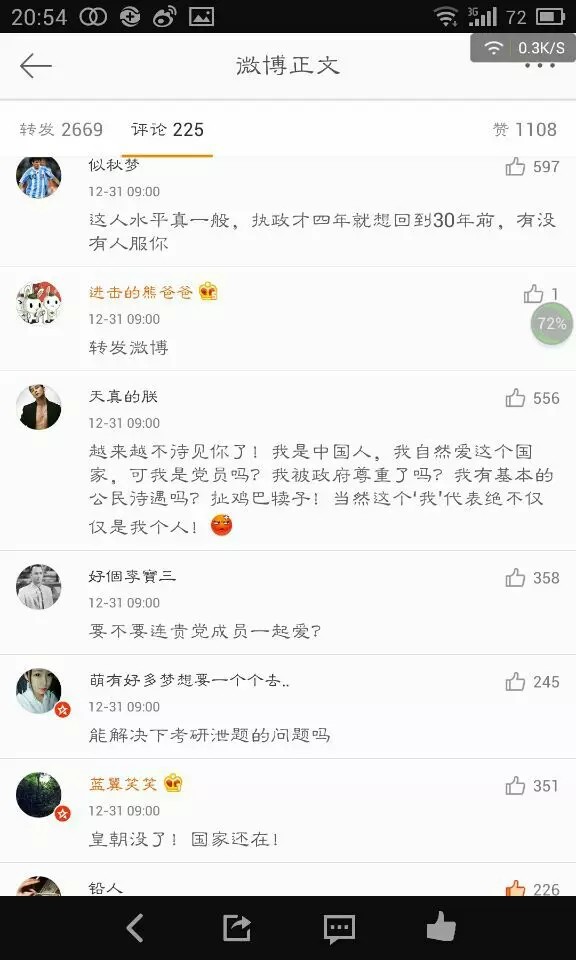 20:54
3G
72
0.3K/S
微博正文
转发 2669
评论 225
赞 1108
似秋梦
597
12-31 09:00
这人水平真一般，执政才四年就想回到30年前，有没
有人服你
进击的熊爸爸
1
12-31 09:00
72%
转发微博
天真的朕
556
12-31 09:00
越来越不待见你了！我是中国人，我自然爱这个国
家，可我是党员吗？我被政府尊重了吗？我有基本的
公民待遇吗？扯鸡巴犊子！当然这个‘我’代表绝不仅
仅是我个人！
好個李寶三
358
12-31 09:00
要不要连贵党成员一起爱？
萌有好多梦想要一个个去..
245
12-31 09:00
能解决下考研泄题的问题吗
蓝翼笑笑
351
12-31 09:00
皇朝没了！国家还在！
铅人
226